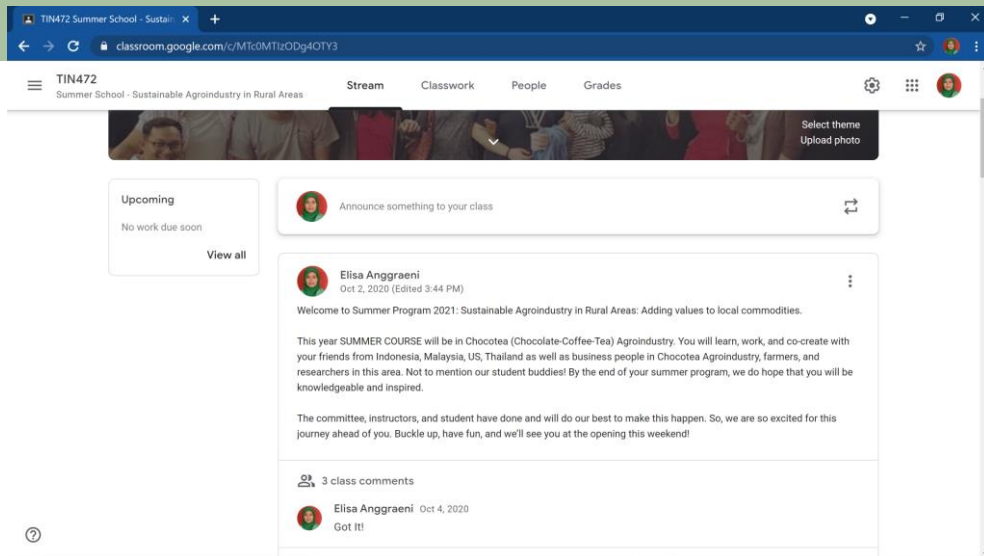 TIN472 Summer School - Sustain
classroom.google.com/c/MTc0MTIzODg4OTY3
TIN472
Summer School - Sustainable Agroindustry in Rural Areas
Stream
Classwork
People
Grades
Select theme
Upload photo
Upcoming
No work due soon
View all
Announce something to your class
Elisa Anggraeni
Oct 2, 2020 (Edited 3:44 PM)
Welcome to Summer Program 2021: Sustainable Agroindustry in Rural Areas: Adding values to local commodities.
This year SUMMER COURSE will be in Chocotea (Chocolate-Coffee-Tea) Agroindustry. You will learn, work, and co-create with
your friends from Indonesia, Malaysia, US, Thailand as well as business people in Chocotea Agroindustry, farmers, and
researchers in this area. Not to mention our student buddies! By the end of your summer program, we do hope that you will be
knowledgeable and inspired.
The committee, instructors, and student have done and will do our best to make this happen. So, we are so excited for this
journey ahead of you. Buckle up, have fun, and we'll see you at the opening this weekend!
3 class comments
Elisa Anggraeni Oct 4, 2020
Got It!